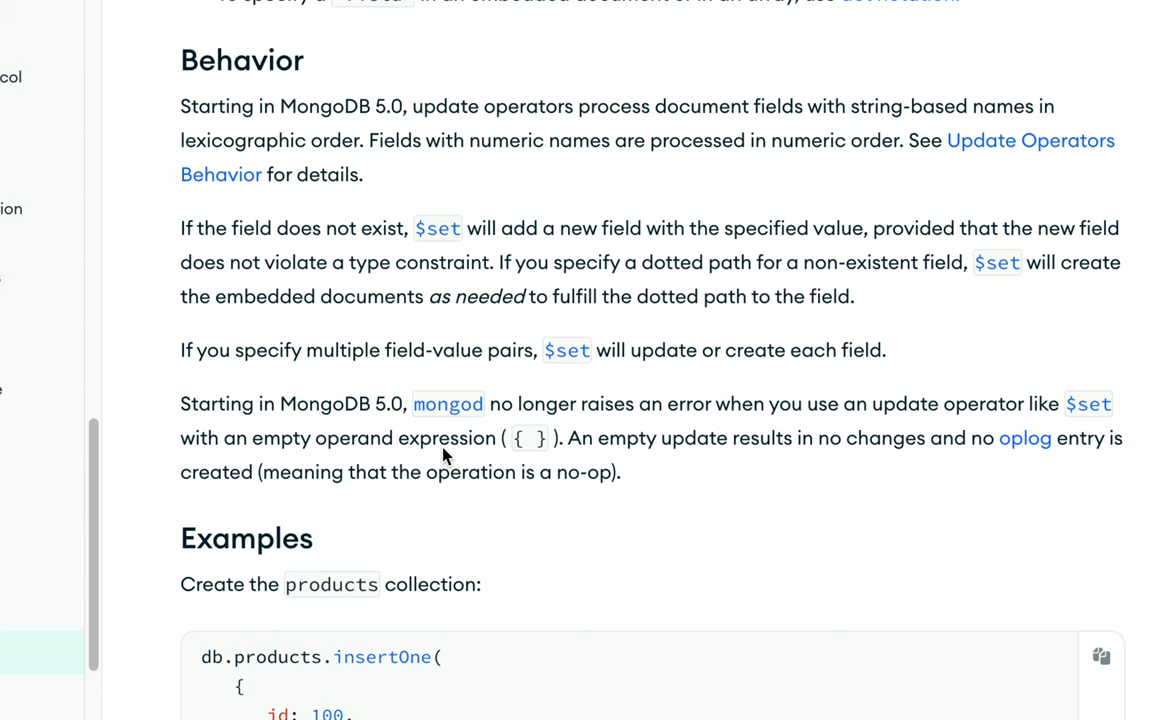 col
ion
e
Behavior
Starting in MongoDB 5.0, update operators process document fields with string-based names in
lexicographic order. Fields with numeric names are processed in numeric order. See Update Operators
Behavior for details.
If the field does not exist, $set will add a new field with the specified value, provided that the new field
does not violate a type constraint. If you specify a dotted path for a non-existent field, $set will create
the embedded documents as needed to fulfill the dotted path to the field.
If you specify multiple field-value pairs, $set will update or create each field.
Starting in MongoDB 5.0, mongod no longer raises an error when you use an update operator like $set
with an empty operand expression ( { } ). An empty update results in no changes and no oplog entry is
created (meaning that the operation is a no-op).
Examples
Create the products collection:
db.products.insertOne(
{
id: 100,